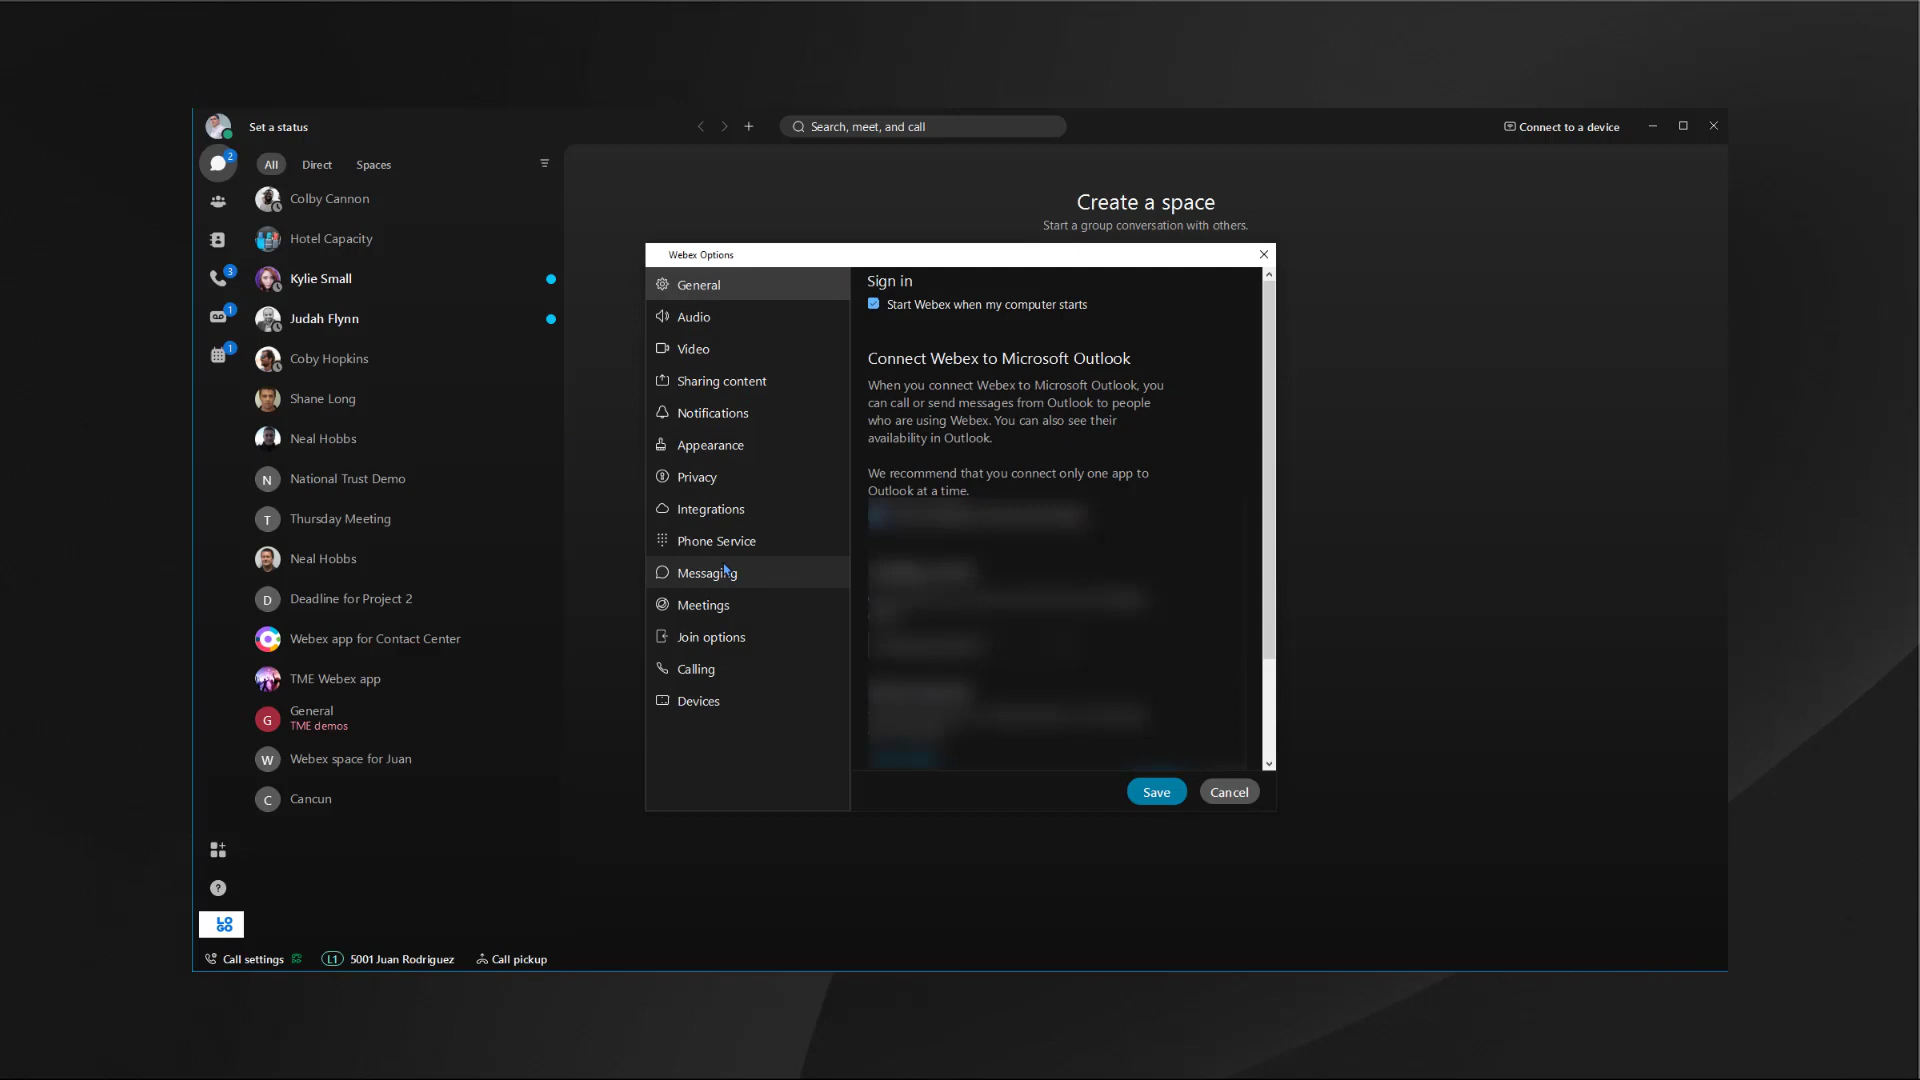 Set a status
Search, meet, and call
Connect to a device
2
All
Direct
Spaces
Colby Cannon
Hotel Capacity
3
Kylie Small
1
Judah Flynn
1
Coby Hopkins
Shane Long
Neal Hobbs
N
National Trust Demo
T
Thursday Meeting
Neal Hobbs
D
Deadline for Project 2
Webex app for Contact Center
TME Webex app
G
General
TME demos
W
Webex space for Juan
C
Cancun
LO
GO
Call settings
L1
5001 Juan Rodriguez
Call pickup
Create a space
Start a group conversation with others.
Webex Options
General
Audio
Video
Sharing content
Notifications
Appearance
Privacy
Integrations
Phone Service
Messaging
Meetings
Join options
Calling
Devices
Sign in
Start Webex when my computer starts
Connect Webex to Microsoft Outlook
When you connect Webex to Microsoft Outlook, you
can call or send messages from Outlook to people
who are using Webex. You can also see their
availability in Outlook.
We recommend that you connect only one app to
Outlook at a time.
Save
Cancel